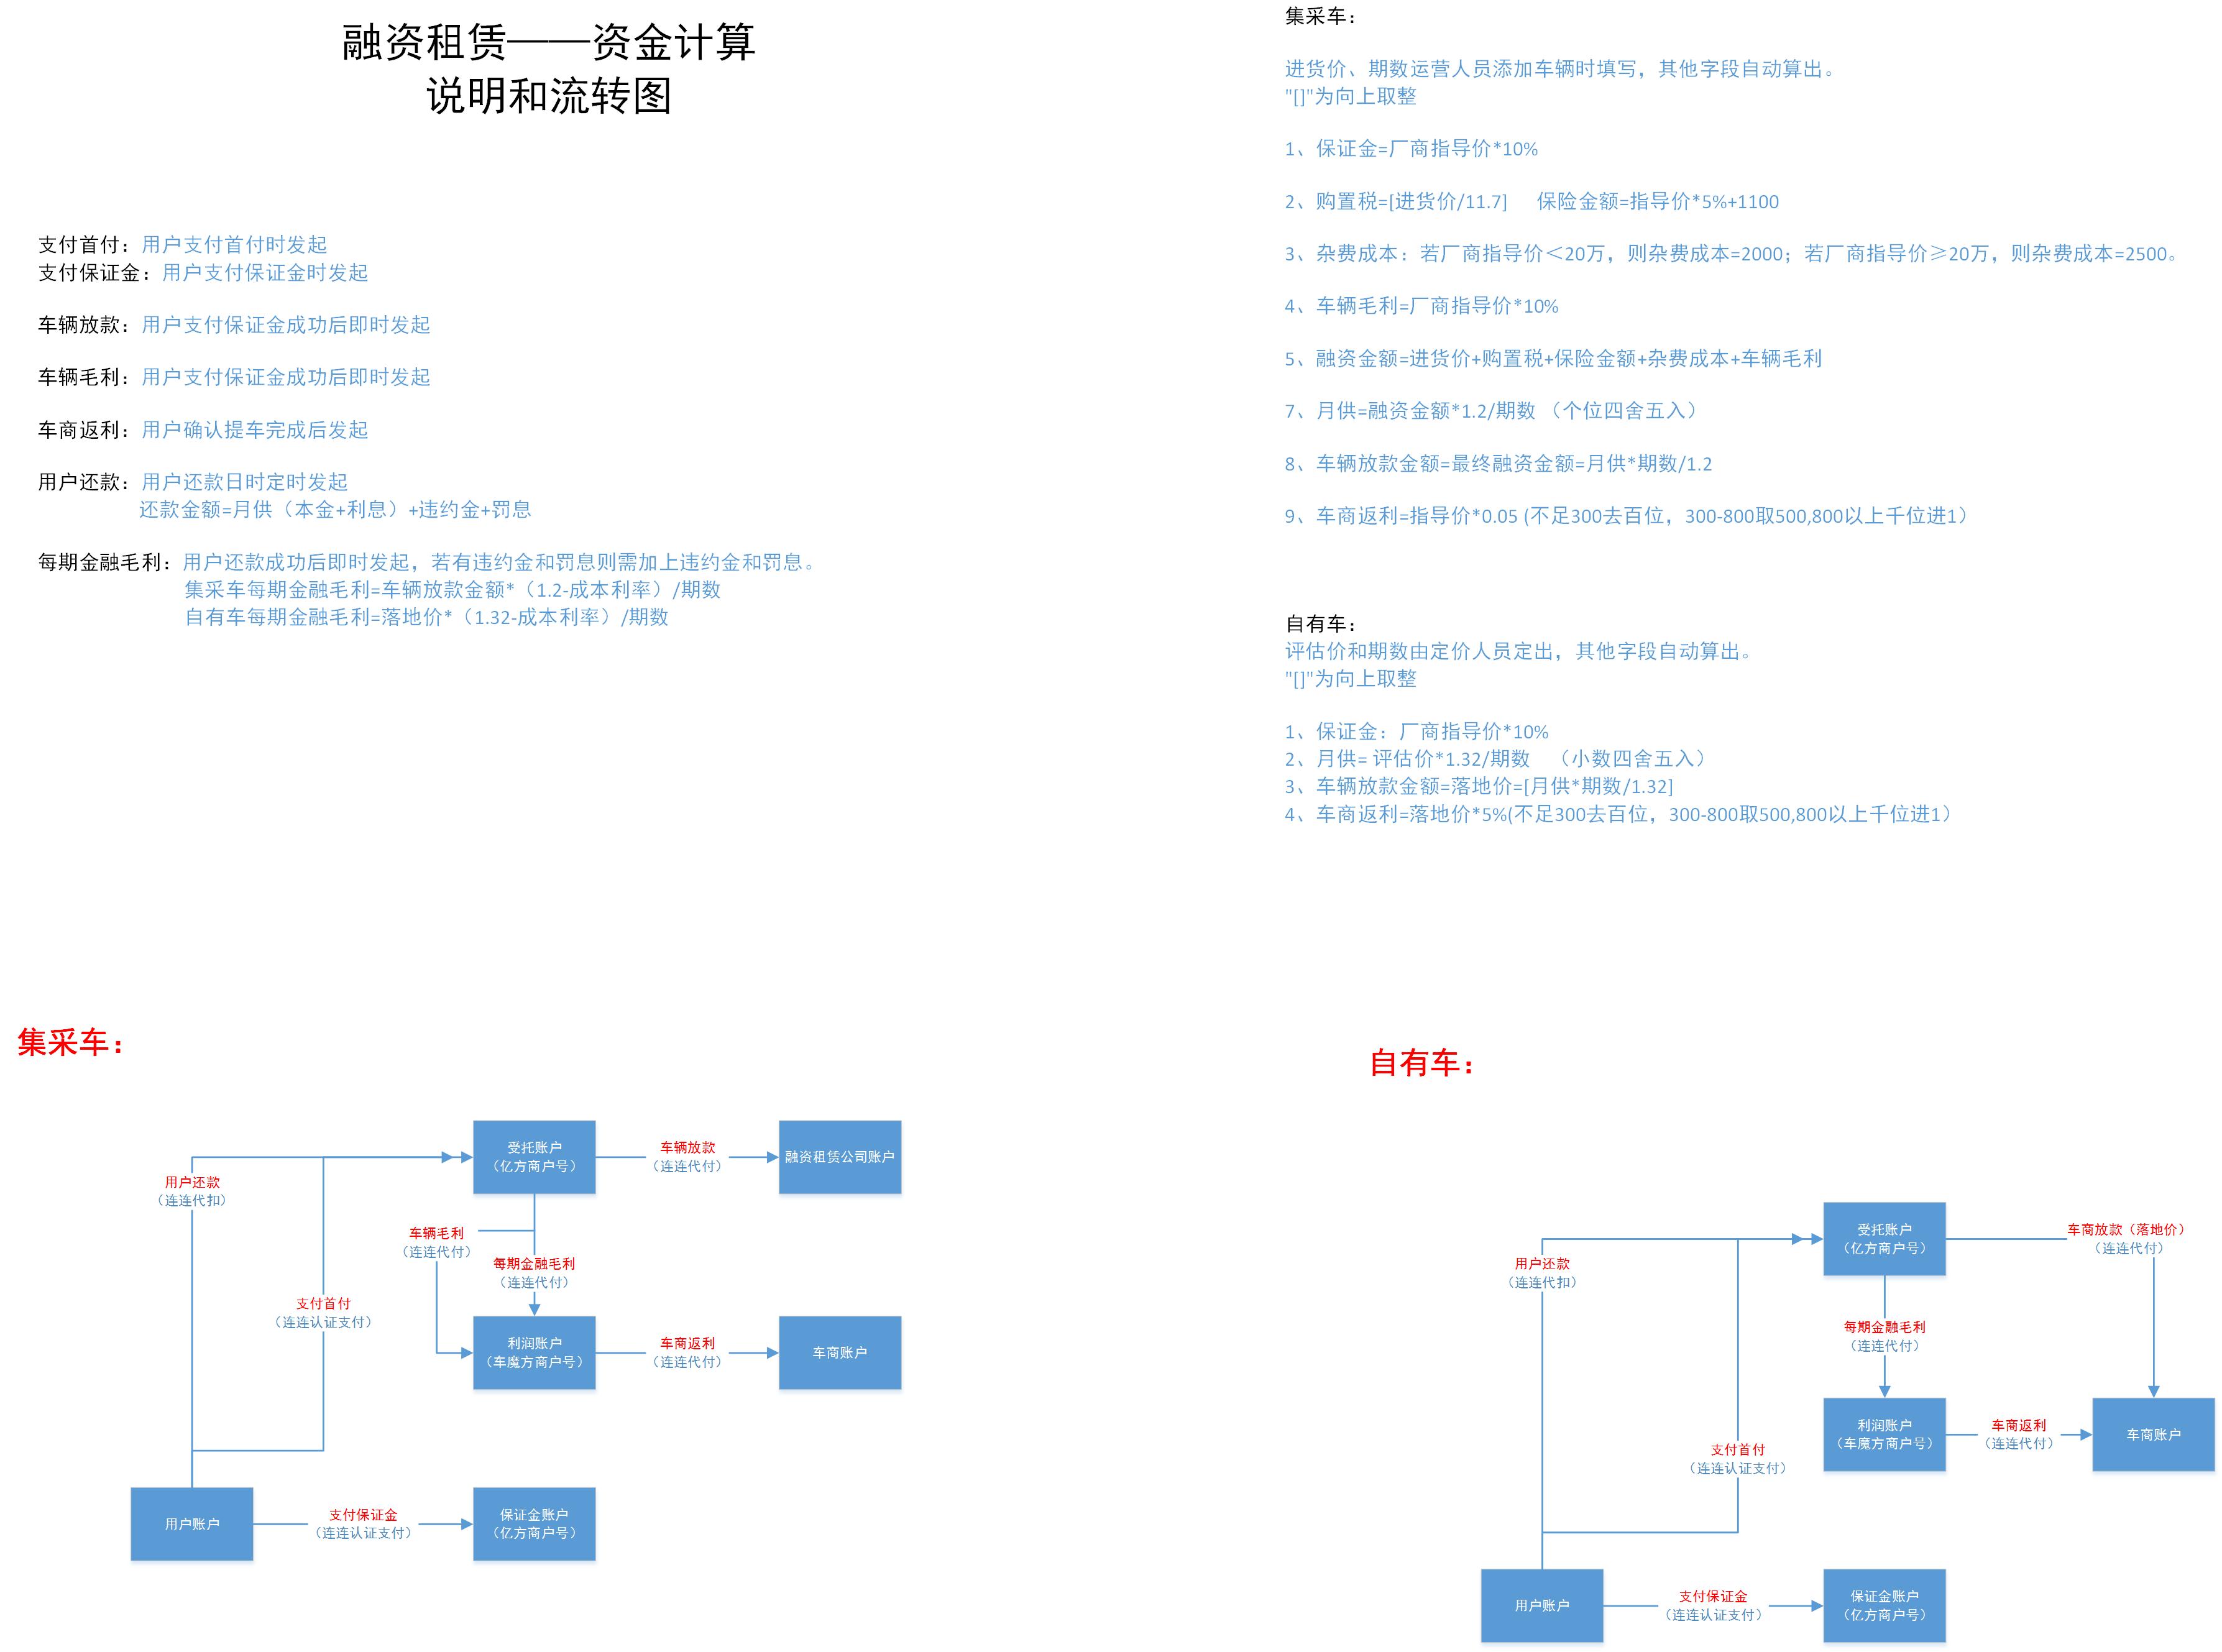 融资租赁——资金计算
说明和流转图
支付首付：用户支付首付时发起
支付保证金：用户支付保证金时发起
车辆放款：用户支付保证金成功后即时发起
车辆毛利：用户支付保证金成功后即时发起
车商返利：用户确认提车完成后发起
用户还款：用户还款日时定时发起
还款金额=月供（本金+利息）+违约金+罚息
每期金融毛利：用户还款成功后即时发起，若有违约金和罚息则需加上违约金和罚息。
集采车每期金融毛利=车辆放款金额*（1.2-成本利率）/期数
自有车每期金融毛利=落地价*（1.32-成本利率）/期数
集采车：
进货价、期数运营人员添加车辆时填写，其他字段自动算出。
"[]"为向上取整
1、保证金=厂商指导价*10%
2、购置税=[进货价/11.7]　保险金额=指导价*5%+1100
3、杂费成本：若厂商指导价＜20万，则杂费成本=2000；若厂商指导价≥20万，则杂费成本=2500。
4、车辆毛利=厂商指导价*10%
5、融资金额=进货价+购置税+保险金额+杂费成本+车辆毛利
7、月供=融资金额*1.2/期数 （个位四舍五入）
8、车辆放款金额=最终融资金额=月供*期数/1.2
9、车商返利=指导价*0.05 (不足300去百位，300-800取500,800以上千位进1）
自有车：
评估价和期数由定价人员定出，其他字段自动算出。
"[]"为向上取整
1、保证金：厂商指导价*10%
2、月供= 评估价*1.32/期数　（小数四舍五入）
3、车辆放款金额=落地价=[月供*期数/1.32]
4、车商返利=落地价*5%(不足300去百位，300-800取500,800以上千位进1）
集采车：
受托账户
（亿方商户号）
车辆放款
（连连代付）
融资租赁公司账户
用户还款
（连连代扣）
车辆毛利
（连连代付）
每期金融毛利
（连连代付）
支付首付
（连连认证支付）
利润账户
（车魔方商户号）
车商返利
（连连代付）
车商账户
用户账户
支付保证金
（连连认证支付）
保证金账户
（亿方商户号）
自有车：
受托账户
（亿方商户号）
车商放款（落地价）
（连连代付）
用户还款
（连连代扣）
每期金融毛利
（连连代付）
利润账户
（车魔方商户号）
车商返利
（连连代付）
车商账户
支付首付
（连连认证支付）
用户账户
支付保证金
（连连认证支付）
保证金账户
（亿方商户号）